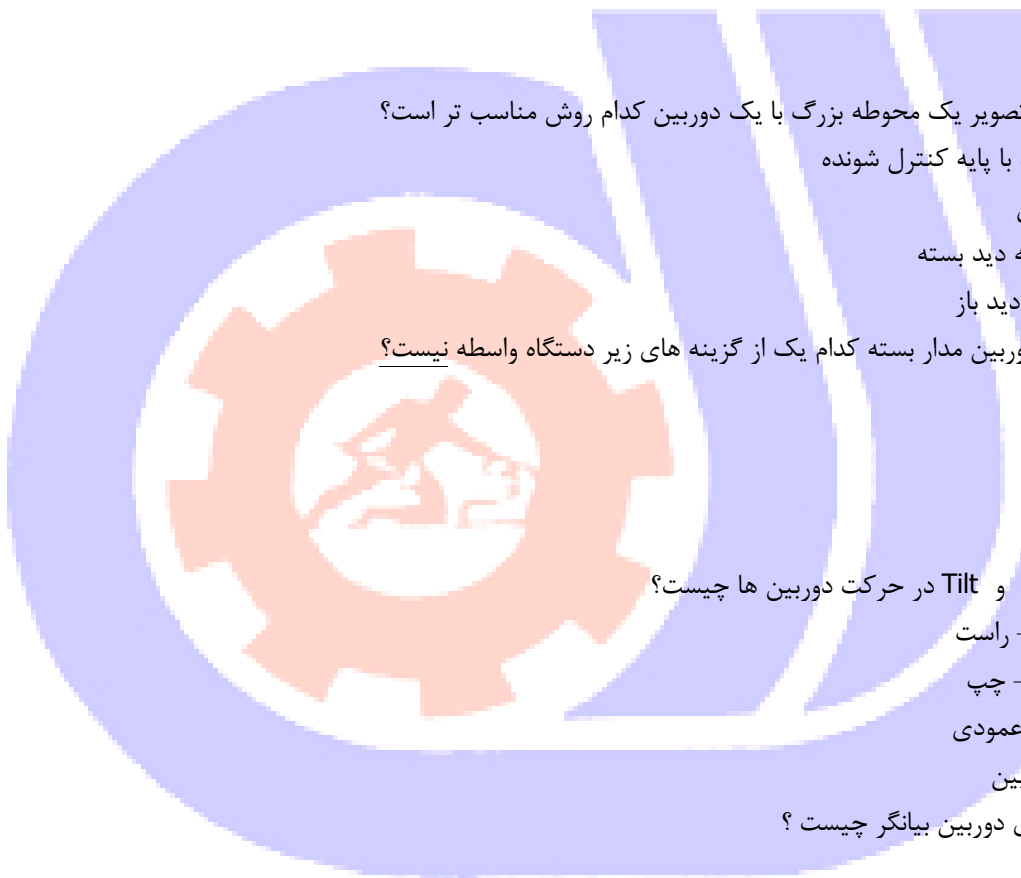 تصویر یک محوطه بزرگ با یک دوربین کدام روش مناسب تر است؟
با پایه کنترل شونده
دید بسته
دید باز
دوربین مدار بسته کدام یک از گزینه های زیر دستگاه واسطه نیست؟
و Tilt در حرکت دوربین ها چیست؟
- راست
- چپ
عمودی
دوربین بیانگر چیست ؟